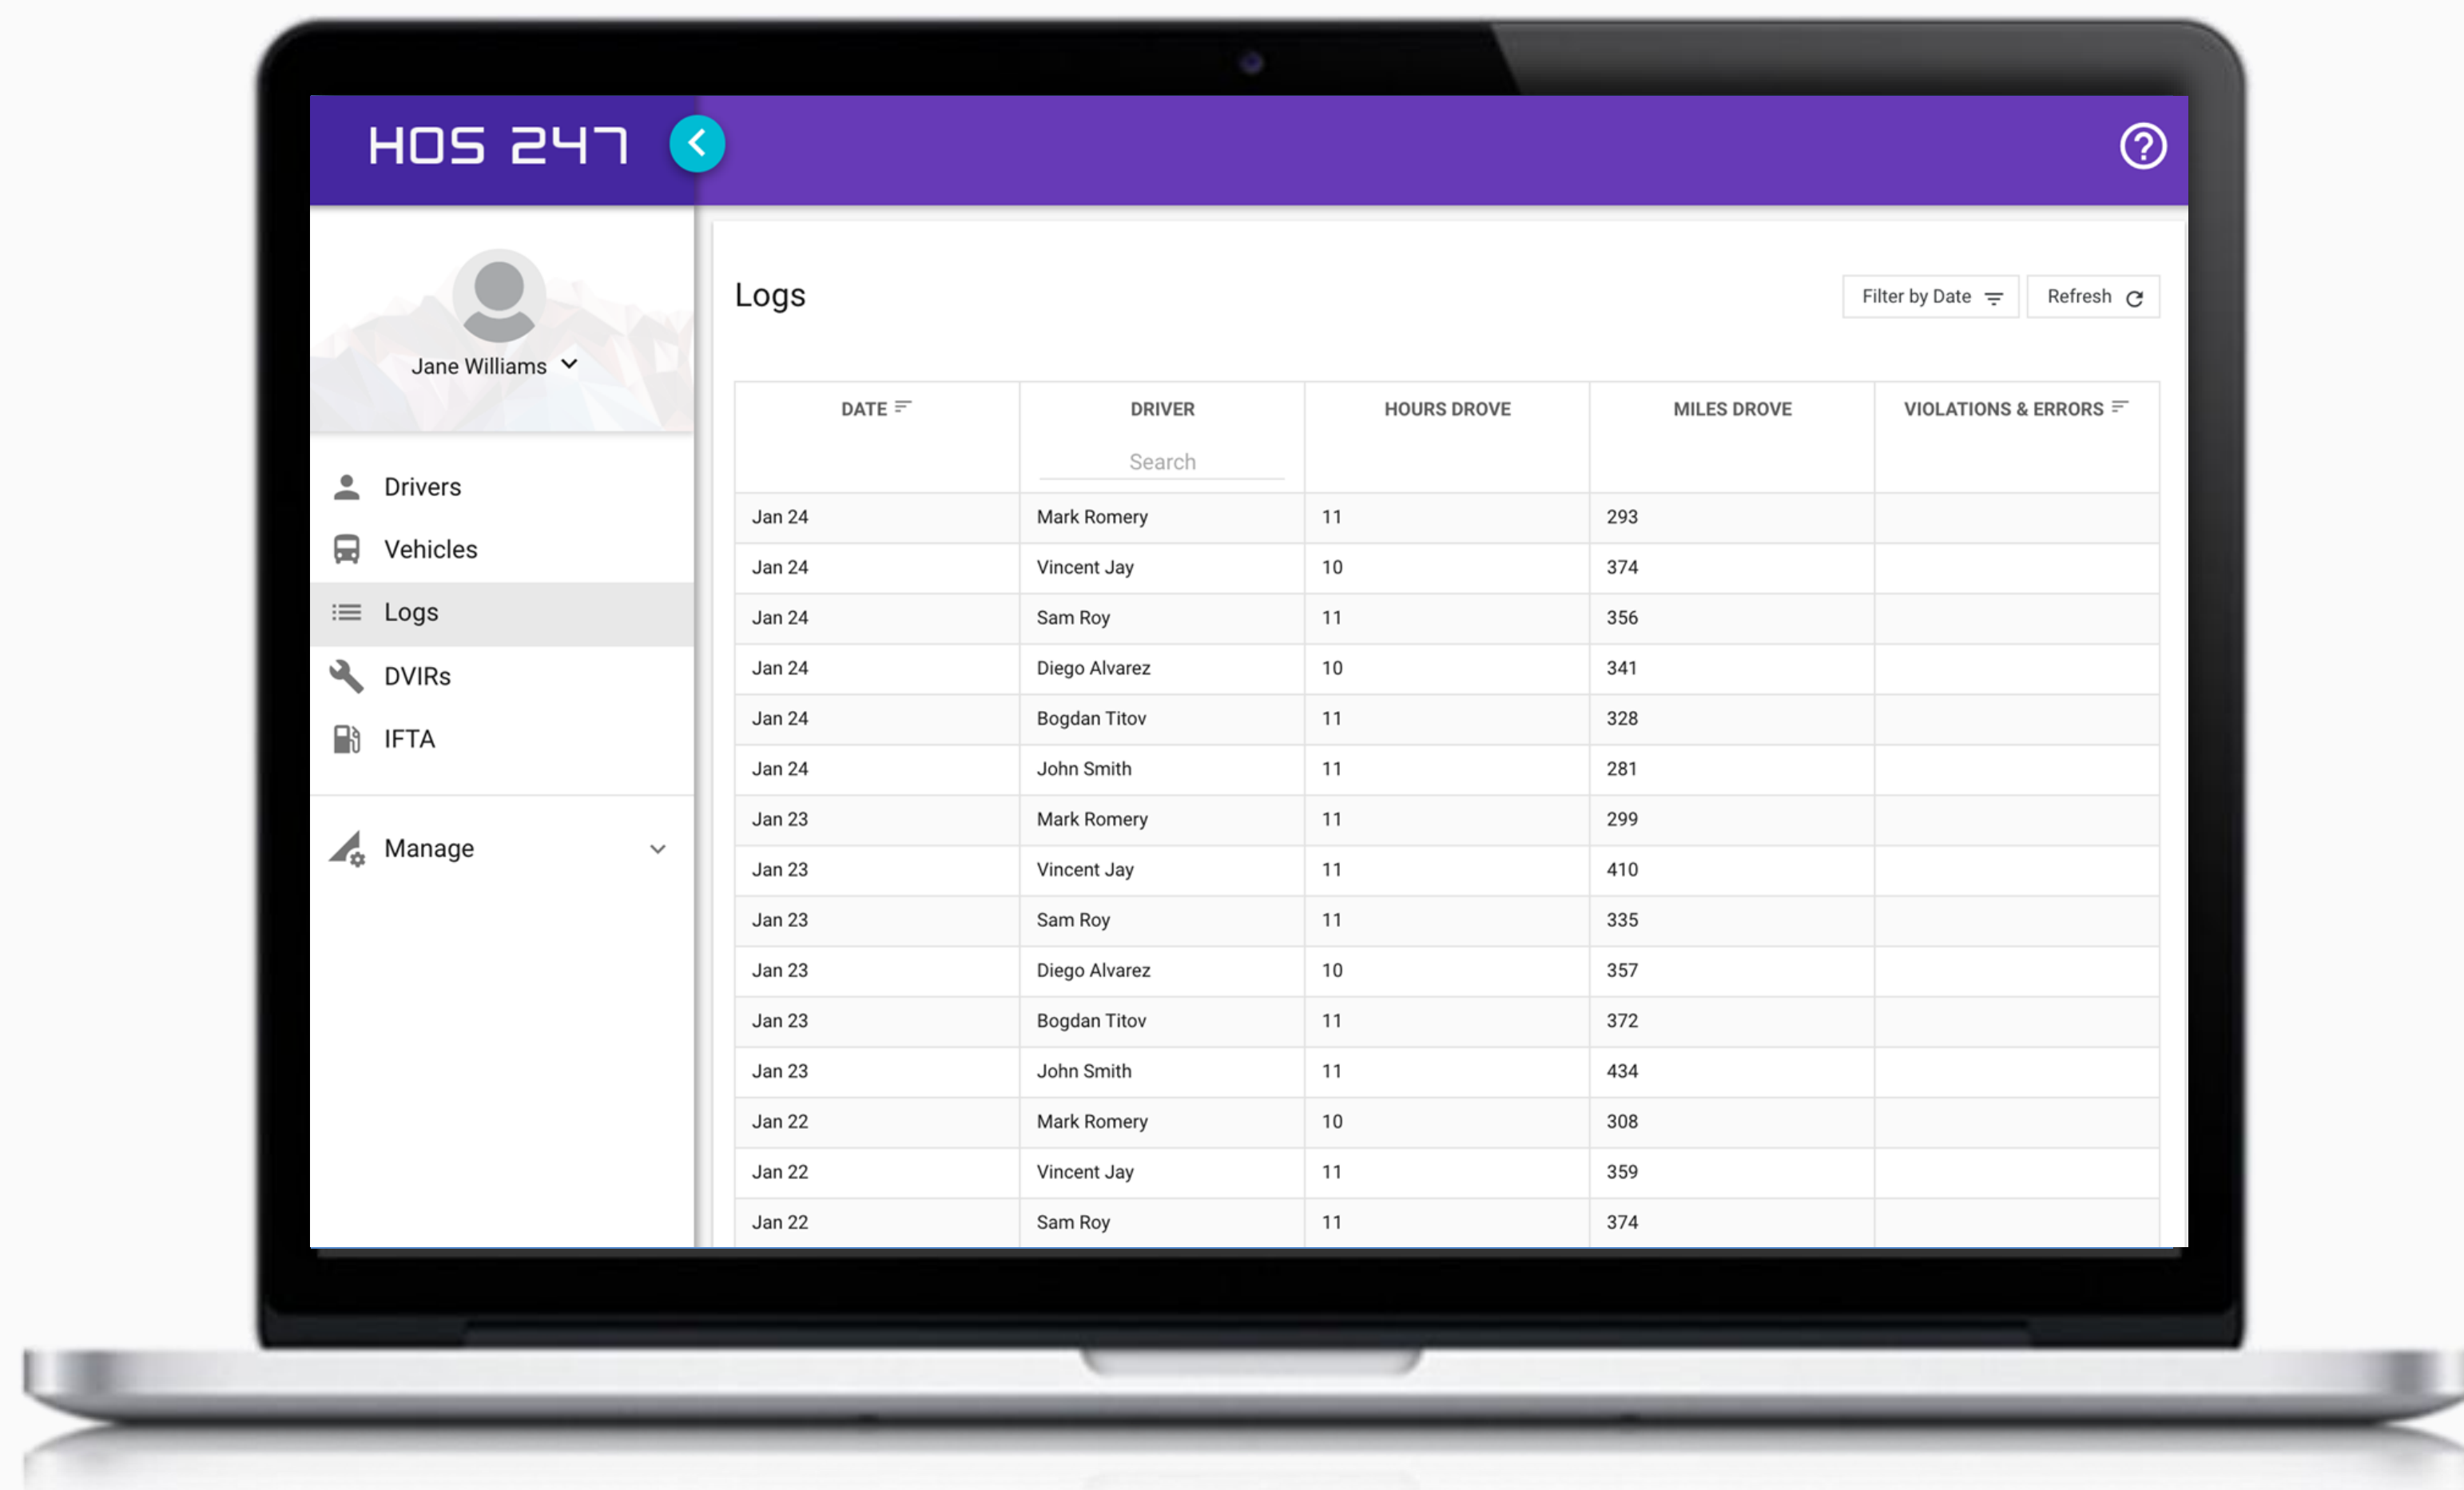 HOS 247
Jane Williams
Drivers
Vehicles
Logs
DVIRs
IFTA
Manage
Logs
Filter by Date
Refresh
DATE DRIVER HOURS DROVE MILES DROVE VIOLATIONS & ERRORS
Search
Jan 24 Mark Romery 11 293
Jan 24 Vincent Jay 10 374
Jan 24 Sam Roy 11 356
Jan 24 Diego Alvarez 10 341
Jan 24 Bogdan Titov 11 328
Jan 24 John Smith 11 281
Jan 23 Mark Romery 11 299
Jan 23 Vincent Jay 11 410
Jan 23 Sam Roy 11 335
Jan 23 Diego Alvarez 10 357
Jan 23 Bogdan Titov 11 372
Jan 23 John Smith 11 434
Jan 22 Mark Romery 10 308
Jan 22 Vincent Jay 11 359
Jan 22 Sam Roy 11 374